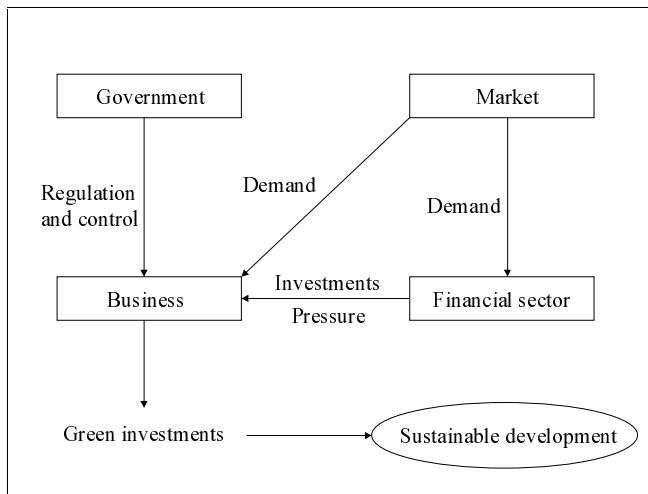 Government
Market
Regulation
and control
Demand
Demand
Business
Investments
Pressure
Financial sector
Green investments
Sustainable development